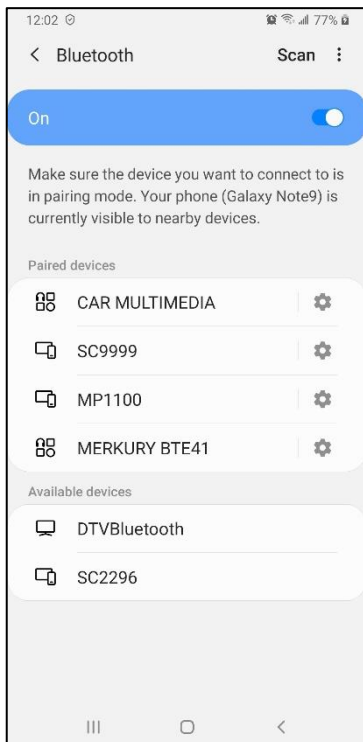 12:02 77%
Bluetooth Scan
On
Make sure the device you want to connect to is
in pairing mode. Your phone (Galaxy Note9) is
currently visible to nearby devices.
Paired devices
CAR MULTIMEDIA
SC9999
MP1100
MERKURY BTE41
Available devices
DTVBluetooth
SC2296